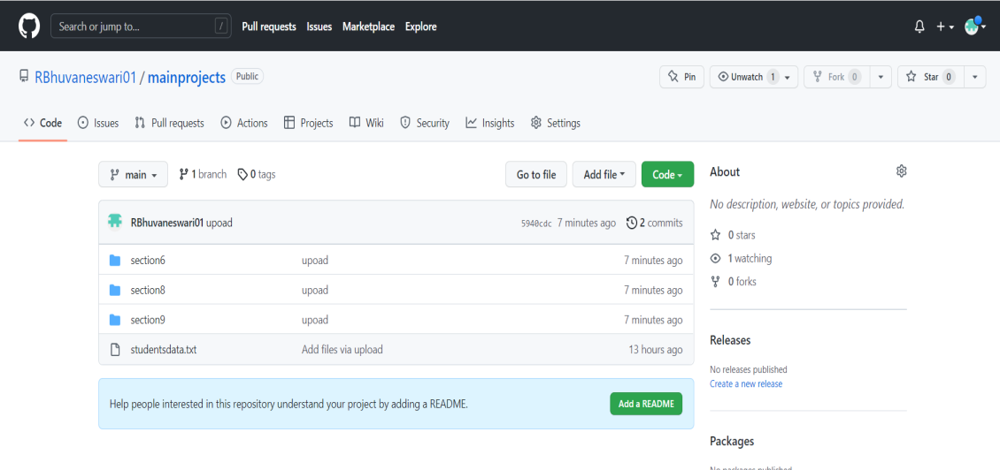 Search or jump to... / Pull requests Issues Marketplace Explore
RBhuvaneswari01 / mainprojects Public Pin Unwatch 1 Fork 0 Star 0
Code Issues Pull requests Actions Projects Wiki Security Insights Settings
main 1 branch 0 tags Go to file Add file Code
RBhuvaneswari01 upoad 5940cdc 7 minutes ago 2 commits
section6 upoad 7 minutes ago
section8 upoad 7 minutes ago
section9 upoad 7 minutes ago
studentsdata.txt Add files via upload 13 hours ago
Help people interested in this repository understand your project by adding a README. Add a README
About
No description, website, or topics provided.
0 stars
1 watching
0 forks
Releases
No releases published
Create a new release
Packages
No packages published